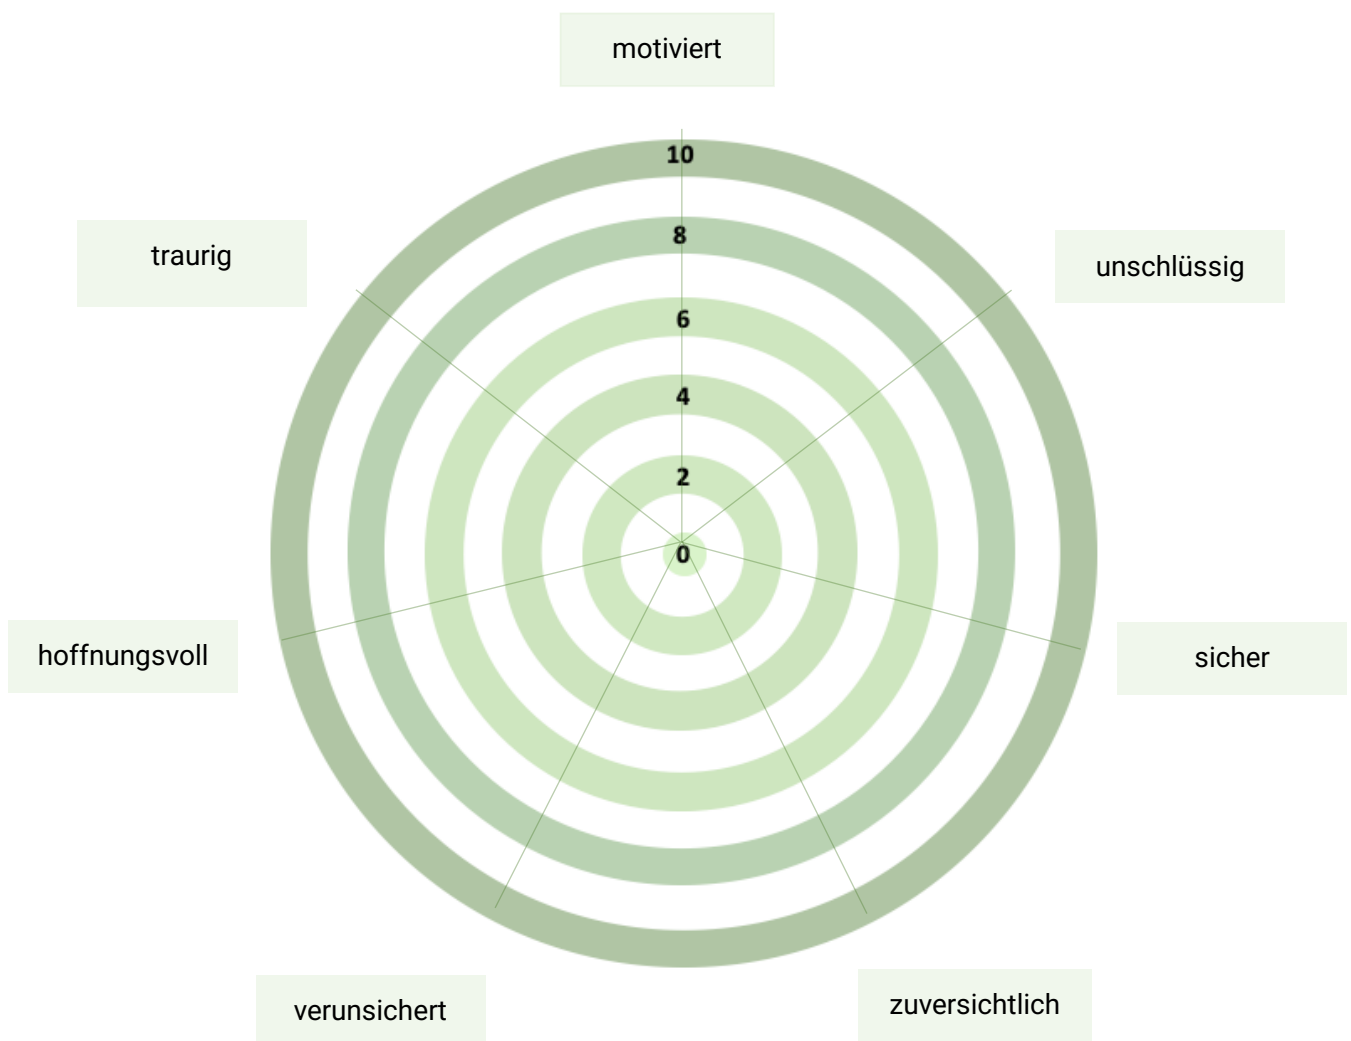 motiviert
10
traurig
8
unschlüssig
6
4
2
0
hoffnungsvoll
sicher
verunsichert
zuversichtlich